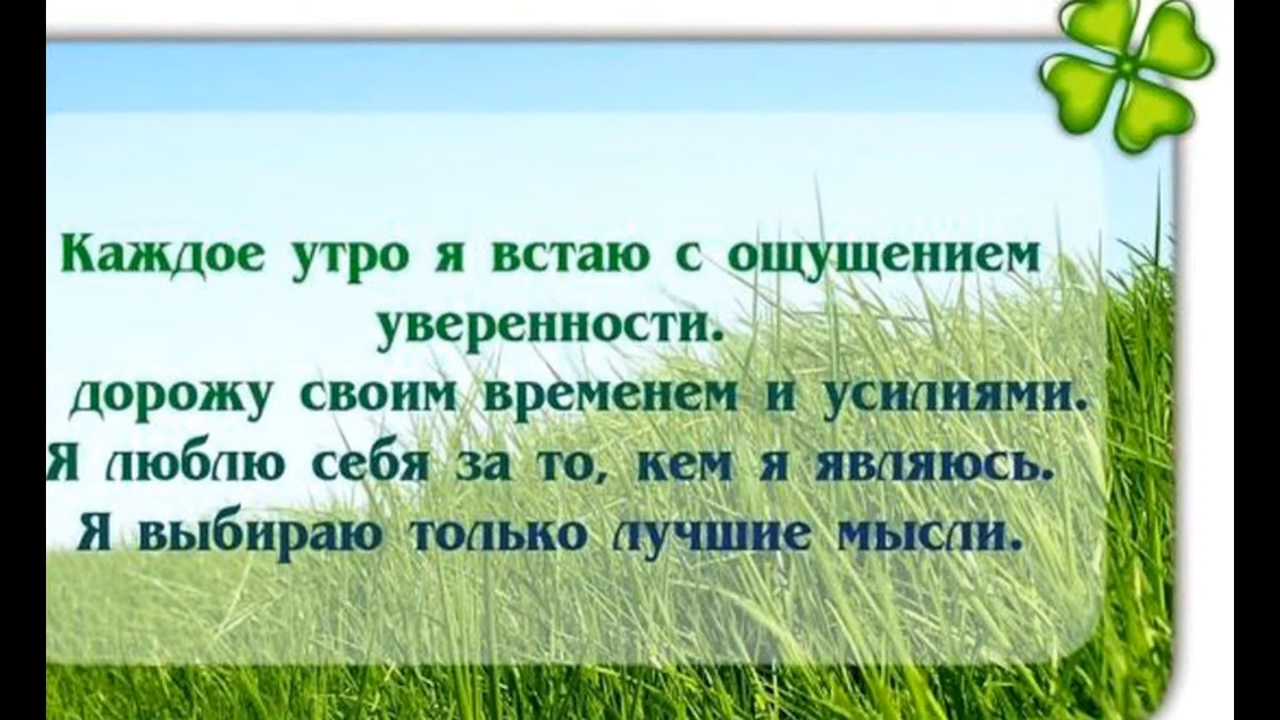 Каждое утро я встаю с ощущением
уверенности.
дорожу своим временем и усилиями.
Я люблю себя за то, кем я являюсь.
Я выбираю только лучшие мысли.